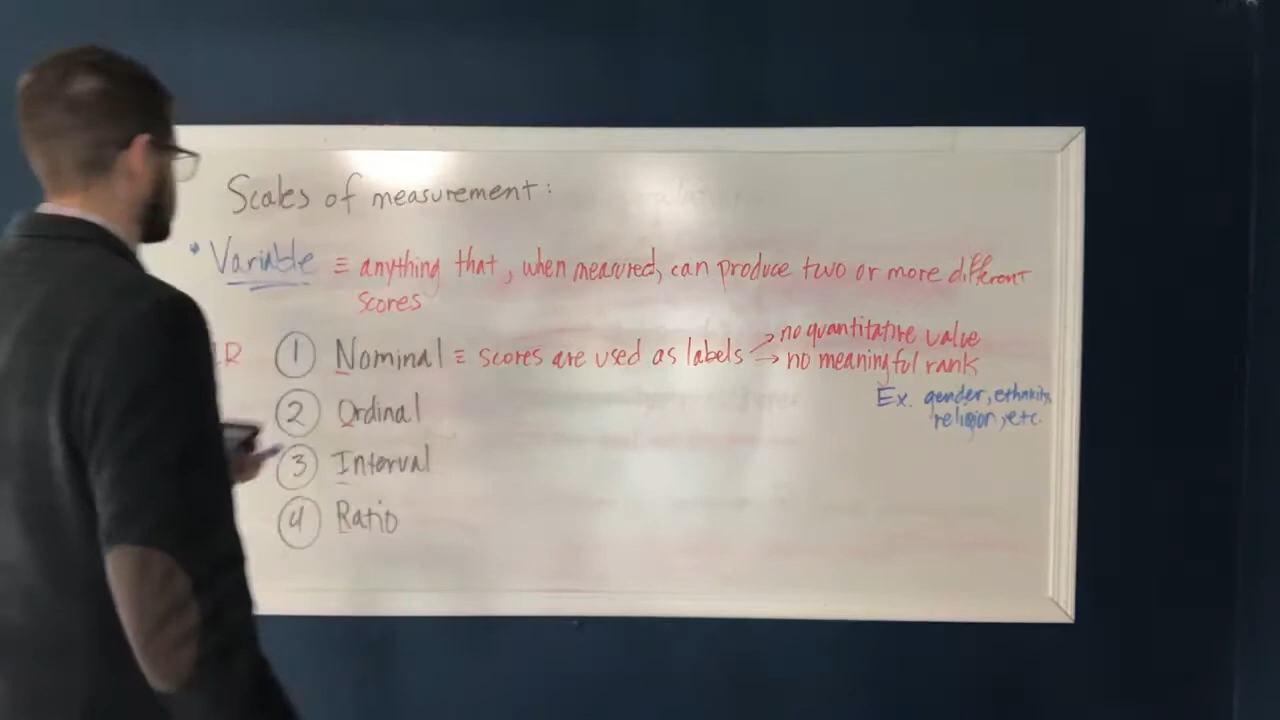 Scales of measurement:
* Variable ≡ anything that, when measured, can produce two or more different
scores
① Nominal ≡ scores are used as labels → no quantitative value
→ no meaningful rank
Ex. gender, ethnicity,
religion, etc.
② Ordinal
③ Interval
④ Ratio